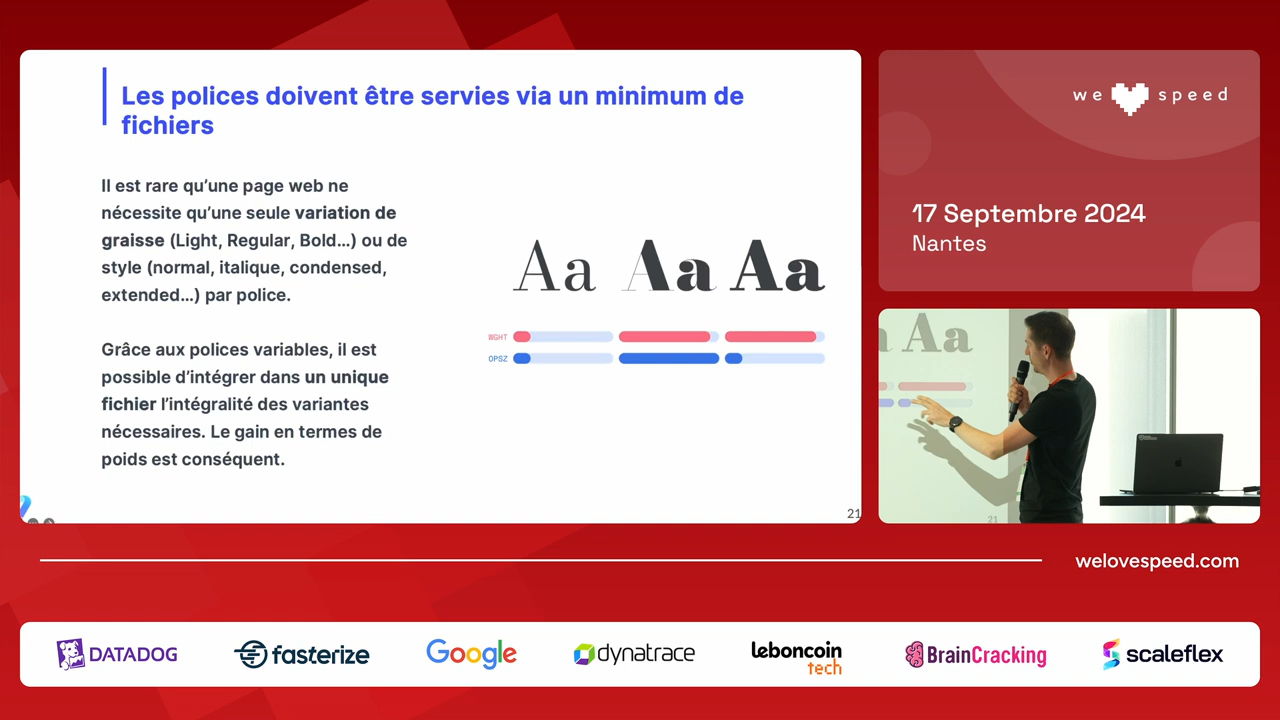 Les polices doivent être servies via un minimum de
fichiers
Il est rare qu’une page web ne
nécessite qu’une seule variation de
graisse (Light, Regular, Bold…) ou de
style (normal, italique, condensed,
extended…) par police.
Grâce aux polices variables, il est
possible d’intégrer dans un unique
fichier l’intégralité des variantes
nécessaires. Le gain en termes de
poids est conséquent.
Aa Aa Aa
WGHT
OPSZ
21
we speed
17 Septembre 2024
Nantes
a Aa
21
welovespeed.com
DATADOG
fasterize
Google
dynatrace
leboncoin
tech
BrainCracking
scaleflex